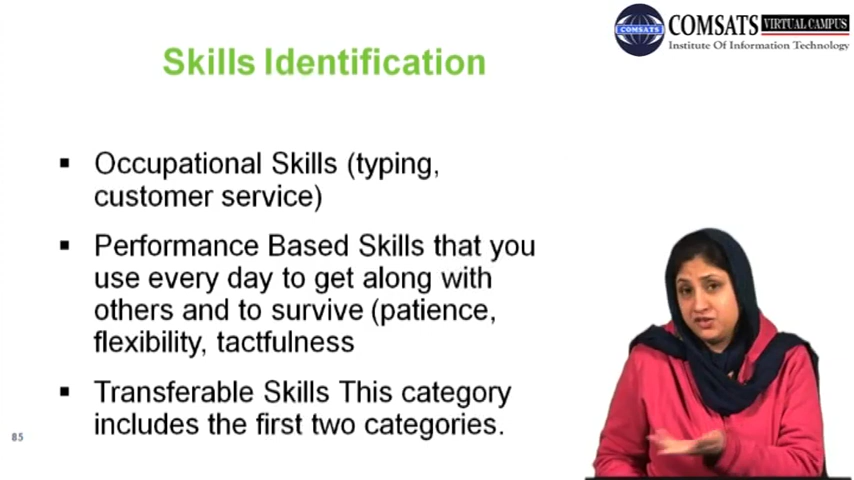 COMSATS VIRTUAL CAMPUS
Institute Of Information Technology
COMSATS
Skills Identification
▪ Occupational Skills (typing,
customer service)
▪ Performance Based Skills that you
use every day to get along with
others and to survive (patience,
flexibility, tactfulness
▪ Transferable Skills This category
includes the first two categories.
85